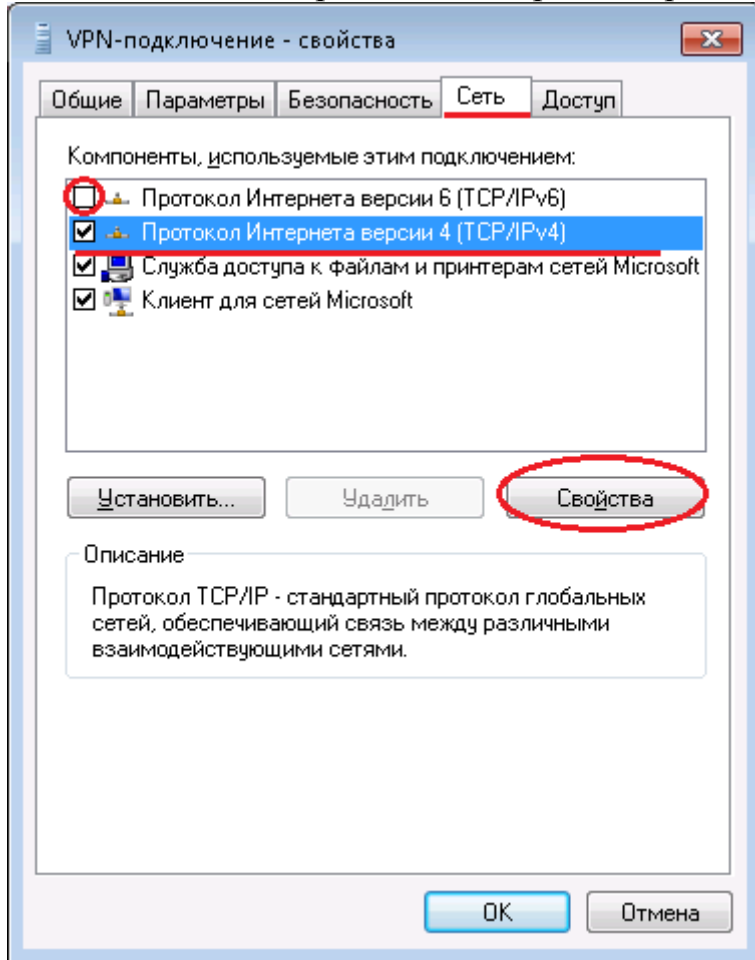 VPN-подключение - свойства
Общие Параметры Безопасность Сеть Доступ
Компоненты, используемые этим подключением:
Протокол Интернета версии 6 (TCP/IPv6)
Протокол Интернета версии 4 (TCP/IPv4)
Служба доступа к файлам и принтерам сетей Microsoft
Клиент для сетей Microsoft
Установить... Удалить Свойства
Описание
Протокол TCP/IP - стандартный протокол глобальных
сетей, обеспечивающий связь между различными
взаимодействующими сетями.
OK Отмена